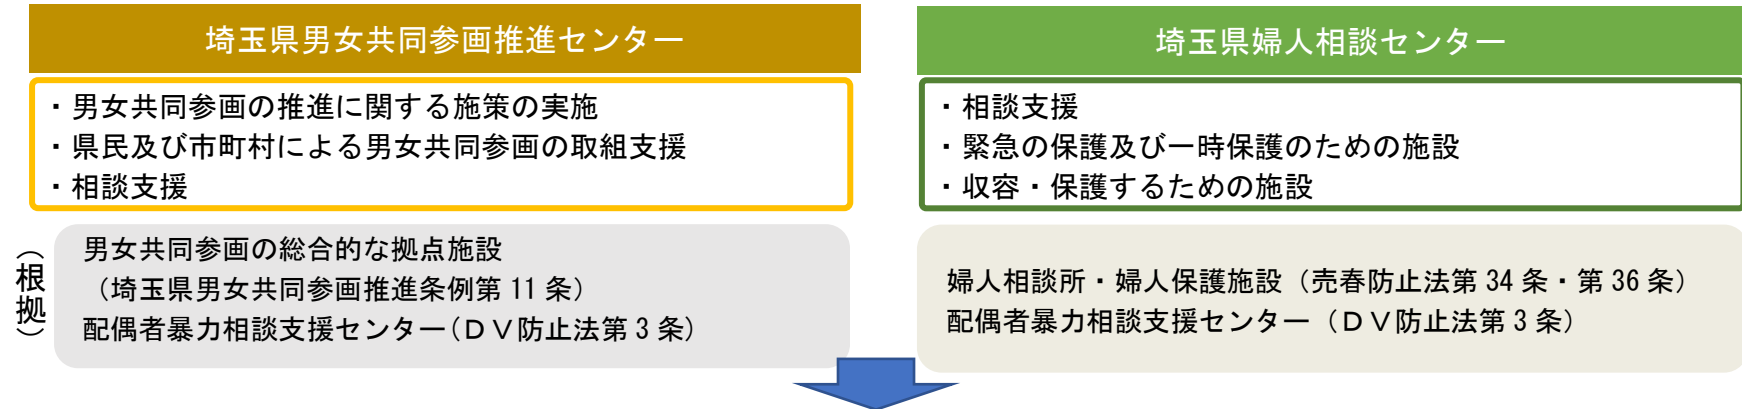 埼玉県男女共同参画推進センター
・男女共同参画の推進に関する施策の実施
・県民及び市町村による男女共同参画の取組支援
・相談支援
埼玉県婦人相談センター
・相談支援
・緊急の保護及び一時保護のための施設
・収容・保護するための施設
（根拠）
男女共同参画の総合的な拠点施設
（埼玉県男女共同参画推進条例第 11 条）
配偶者暴力相談支援センター（ＤＶ防止法第 3 条）
婦人相談所・婦人保護施設（売春防止法第 34 条・第 36 条）
配偶者暴力相談支援センター（ＤＶ防止法第 3 条）